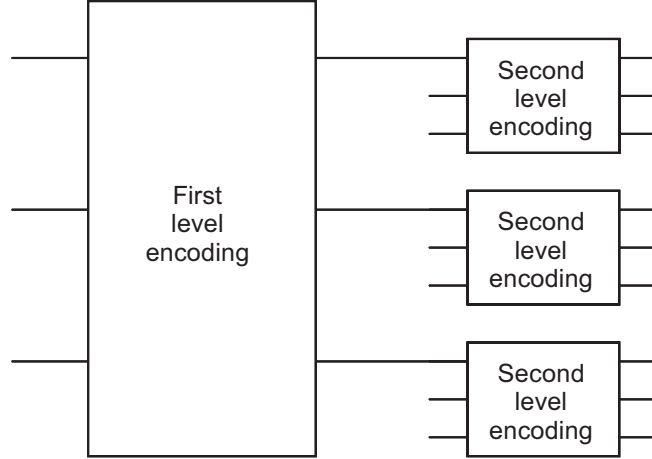 First
level
encoding
Second
level
encoding
Second
level
encoding
Second
level
encoding